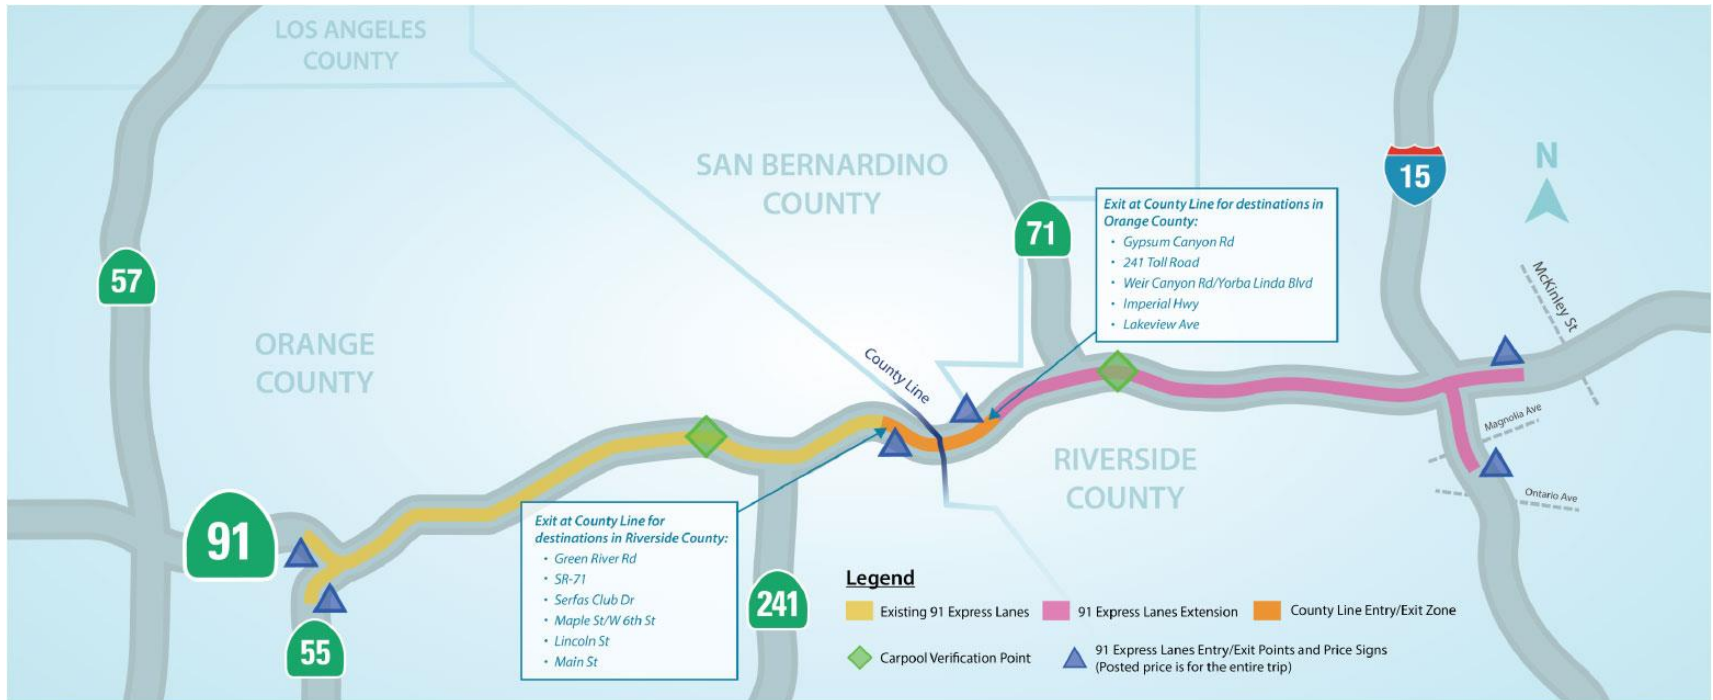 LOS ANGELES
COUNTY
SAN BERNARDINO
COUNTY
N
15
71
Exit at County Line for destinations in
Orange County:
• Gypsum Canyon Rd
• 241 Toll Road
• Weir Canyon Rd/Yorba Linda Blvd
• Imperial Hwy
• Lakeview Ave
57
McKinley St
ORANGE
COUNTY
County Line
Magnolia Ave
RIVERSIDE
COUNTY
Ontario Ave
91
Exit at County Line for
destinations in Riverside County:
• Green River Rd
• SR-71
• Serfas Club Dr
• Maple St/W 6th St
• Lincoln St
• Main St
241
55
Legend
Existing 91 Express Lanes
91 Express Lanes Extension
County Line Entry/Exit Zone
Carpool Verification Point
91 Express Lanes Entry/Exit Points and Price Signs
(Posted price is for the entire trip)